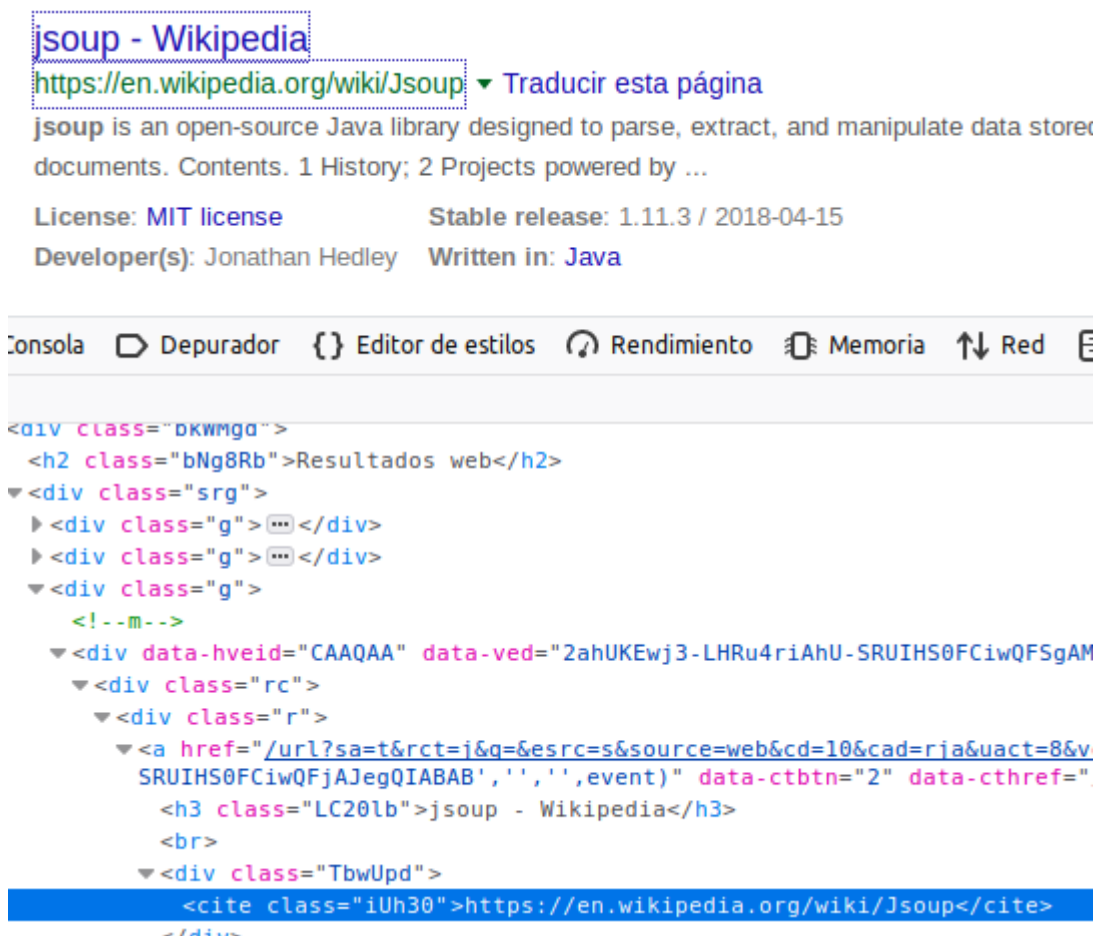 jsoup - Wikipedia
https://en.wikipedia.org/wiki/Jsoup ▼ Traducir esta página
jsoup is an open-source Java library designed to parse, extract, and manipulate data stored
documents. Contents. 1 History; 2 Projects powered by ...
License: MIT license Stable release: 1.11.3 / 2018-04-15
Developer(s): Jonathan Hedley Written in: Java
Consola Depurador {} Editor de estilos Rendimiento Memoria Red
<div class="bkWMgd">
<h2 class="bNg8Rb">Resultados web</h2>
<div class="srg">
<div class="g">…</div>
<div class="g">…</div>
<div class="g">
<!--m-->
<div data-hveid="CAAQAA" data-ved="2ahUKEwj3-LHRu4riAhU-SRUIHS0FCiwQFSgAM
<div class="rc">
<div class="r">
<a href="/url?sa=t&rct=j&q=&esrc=s&source=web&cd=10&cad=rja&uact=8&v
SRUIHS0FCiwQFjAJegQIABAB','','',event)" data-ctbtn="2" data-cthref="
<h3 class="LC20lb">jsoup - Wikipedia</h3>
<br>
<div class="TbwUpd">
<cite class="iUh30">https://en.wikipedia.org/wiki/Jsoup</cite>
</div>